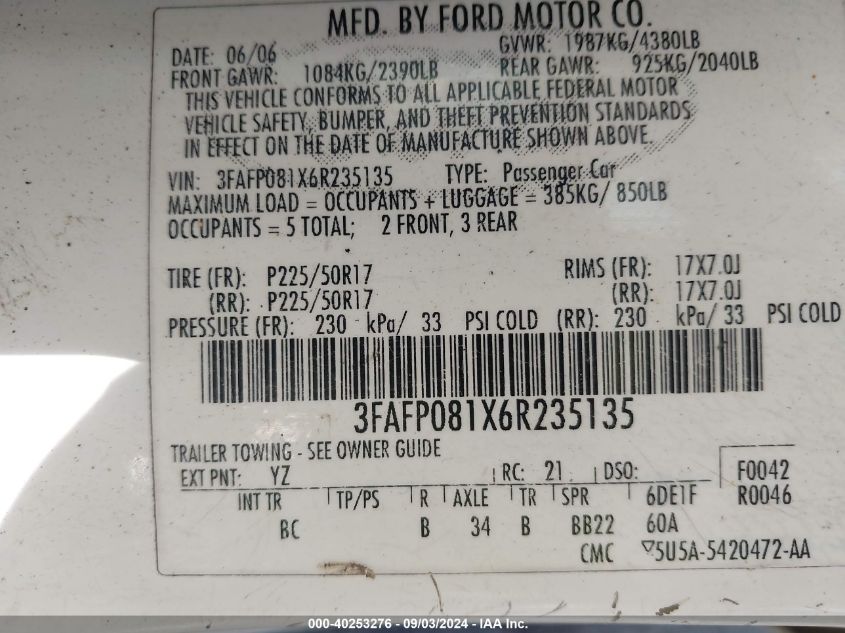 MFD. BY FORD MOTOR CO.
DATE: 06/06 GVWR: 1987KG/4380LB
FRONT GAWR: 1084KG/2390LB REAR GAWR: 925KG/2040LB
THIS VEHICLE CONFORMS TO ALL APPLICABLE FEDERAL MOTOR
VEHICLE SAFETY, BUMPER, AND THEFT PREVENTION STANDARDS
IN EFFECT ON THE DATE OF MANUFACTURE SHOWN ABOVE.
VIN: 3FAFP081X6R235135 TYPE: Passenger Car
MAXIMUM LOAD = OCCUPANTS + LUGGAGE = 385KG/ 850LB
OCCUPANTS = 5 TOTAL; 2 FRONT, 3 REAR
TIRE (FR): P225/50R17 RIMS (FR): 17X7.0J
(RR): P225/50R17 (RR): 17X7.0J
PRESSURE (FR): 230 kPa/ 33 PSI COLD (RR): 230 kPa/ 33 PSI COLD
3FAFP081X6R235135
TRAILER TOWING - SEE OWNER GUIDE
EXT PNT: YZ RC: 21 DSO: F0042
INT TR TP/PS R AXLE TR SPR 6DE1F R0046
BC B 34 B BB22 60A
CMC ▽5U5A-5420472-AA
000-40253276 - 09/03/2024 - IAA Inc.